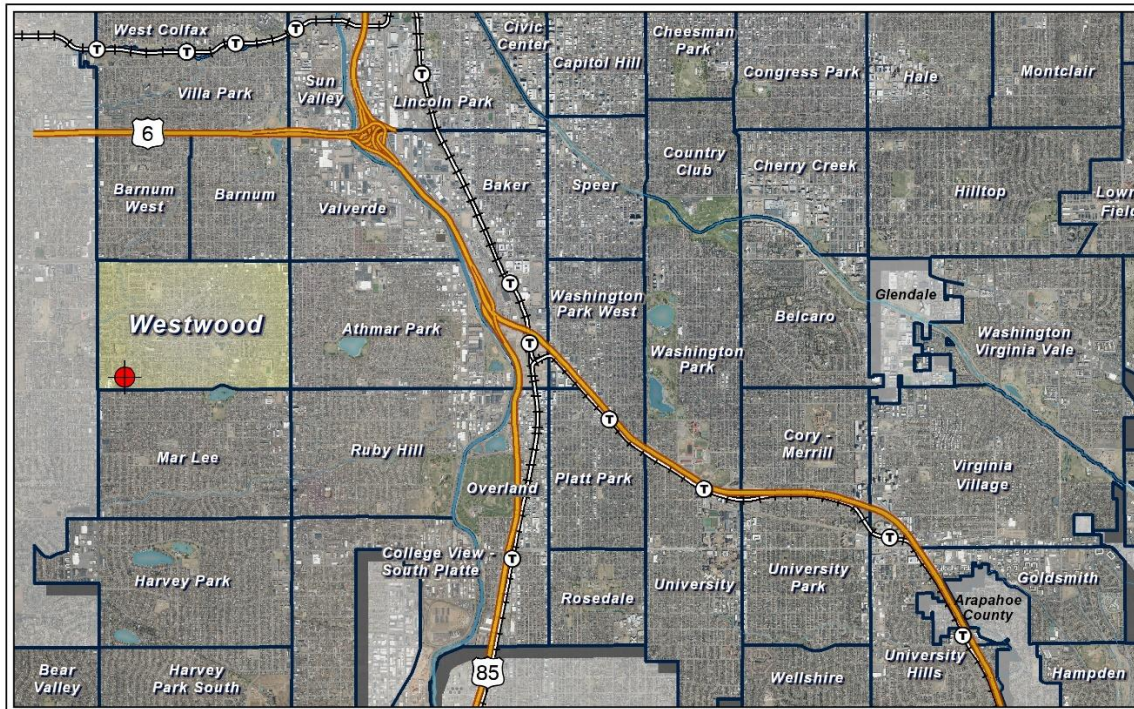 West Colfax
T
T
T
T
T
Villa Park
Sun
Valley
Lincoln Park
Civic
Center
Capitol Hill
Cheesman
Park
Congress Park
Hale
Montclair
6
Barnum
West
Barnum
Valverde
Baker
Speer
Country
Club
Cherry Creek
Hilltop
Westwood
Athmar Park
T
T
Washington
Park West
Washington
Park
Belcaro
Glendale
Washington
Virginia Vale
Mar Lee
Ruby Hill
Overland
Platt Park
T
T
Cory -
Merrill
Virginia
Village
Harvey Park
College View -
South Platte
T
Rosedale
University
University
Park
T
Goldsmith
Arapahoe
County
T
Bear
Valley
Harvey
Park South
85
Wellshire
University
Hills
Hampden